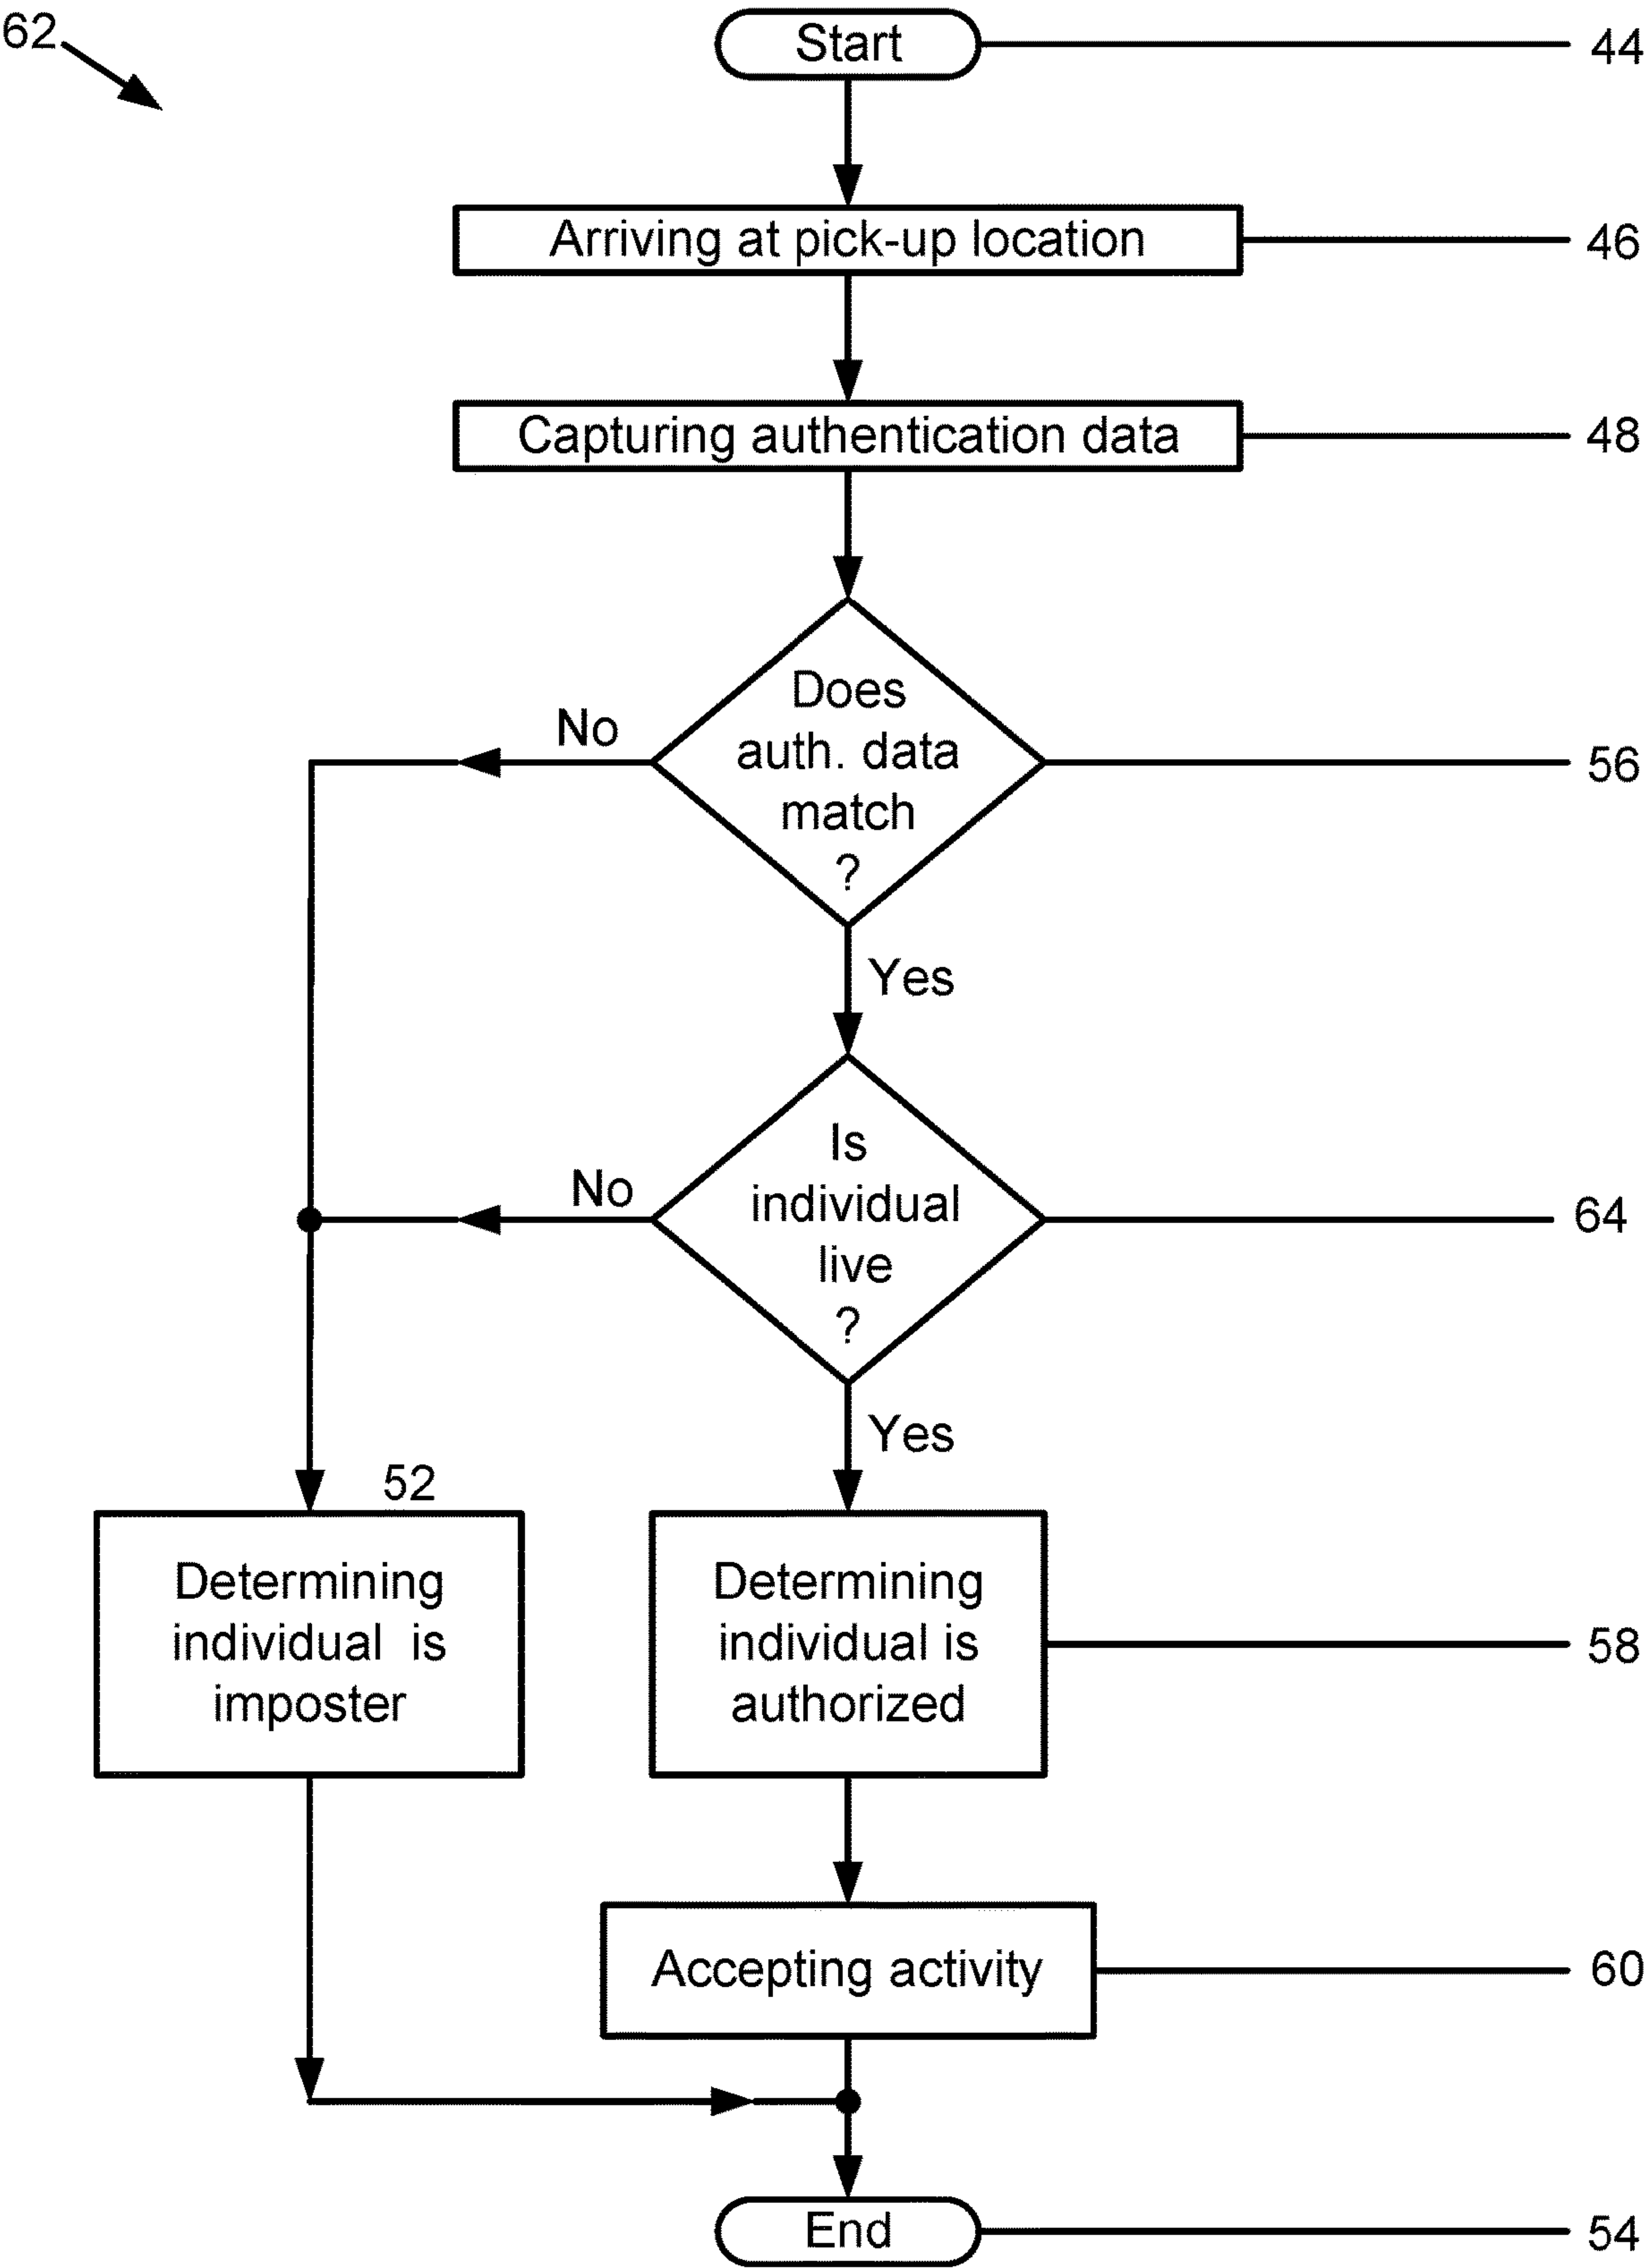 62
Start
44
Arriving at pick-up location
46
Capturing authentication data
48
Does
auth. data
match
?
No
56
Yes
Is
individual
live
?
No
64
Yes
52
Determining
individual is
imposter
Determining
individual is
authorized
58
Accepting activity
60
End
54